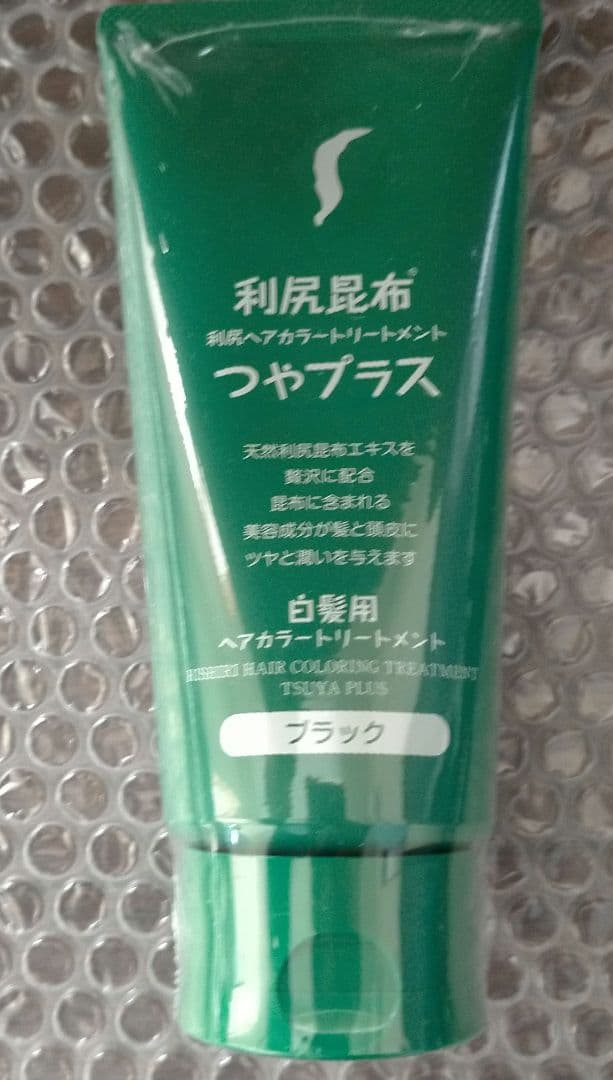 利尻昆布®
利尻ヘアカラートリートメント
つやプラス
天然利尻昆布エキスを
贅沢に配合
昆布に含まれる
美容成分が髪と頭皮に
ツヤと潤いを与えます
白髪用
ヘアカラートリートメント
RISHIRI HAIR COLORING TREATMENT
TSUYA PLUS
ブラック